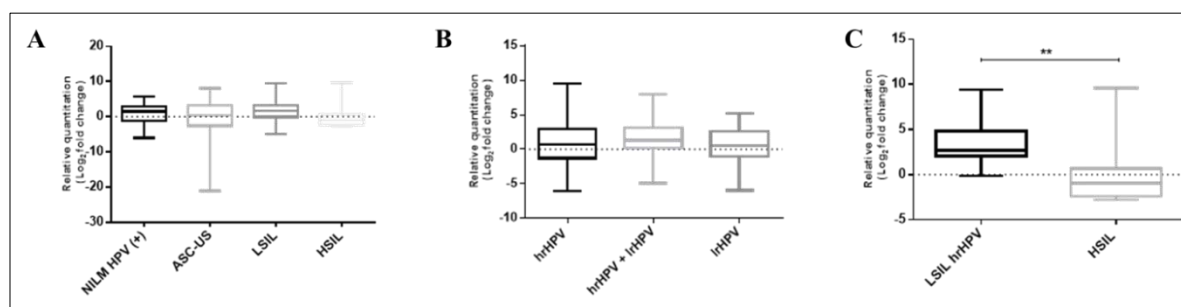 A
Relative quantitation
(Log2 fold change)
20
10
0
-10
-20
-30
NILM HPV (+)
ASC-US
LSIL
HSIL
B
Relative quantitation
(Log2 fold change)
15
10
5
0
-5
-10
hrHPV
hrHPV + lrHPV
lrHPV
C
Relative quantitation
(Log2 fold change)
15
10
5
0
-5
**
LSIL hrHPV
HSIL